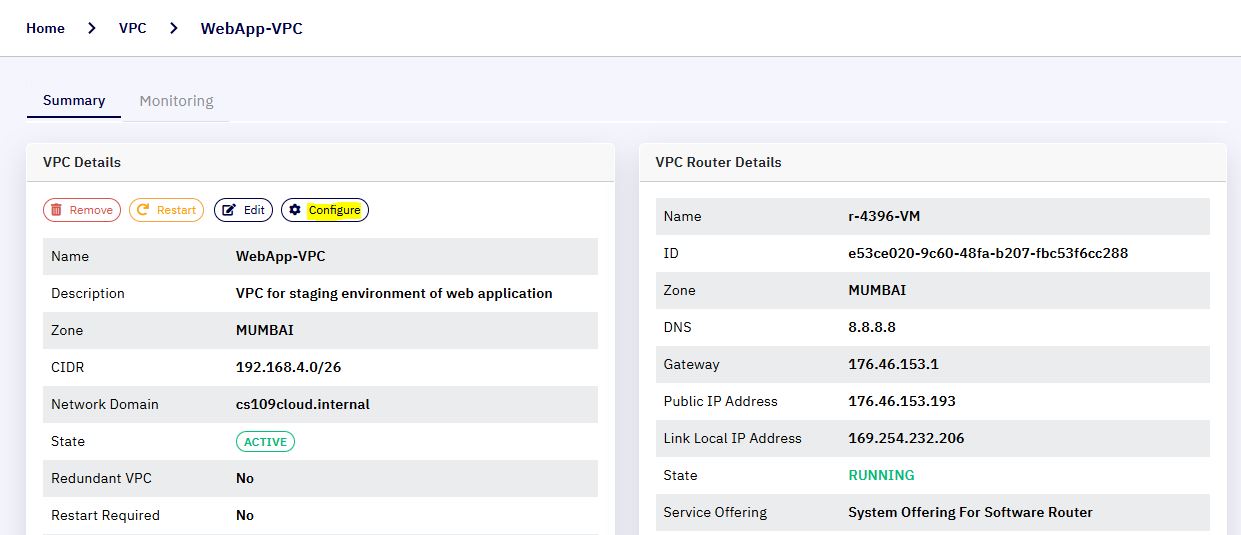 Home > VPC > WebApp-VPC
Summary Monitoring
VPC Details
Remove Restart Edit Configure
Name WebApp-VPC
Description VPC for staging environment of web application
Zone MUMBAI
CIDR 192.168.4.0/26
Network Domain cs109cloud.internal
State ACTIVE
Redundant VPC No
Restart Required No
VPC Router Details
Name r-4396-VM
ID e53ce020-9c60-48fa-b207-fbc53f6cc288
Zone MUMBAI
DNS 8.8.8.8
Gateway 176.46.153.1
Public IP Address 176.46.153.193
Link Local IP Address 169.254.232.206
State RUNNING
Service Offering System Offering For Software Router